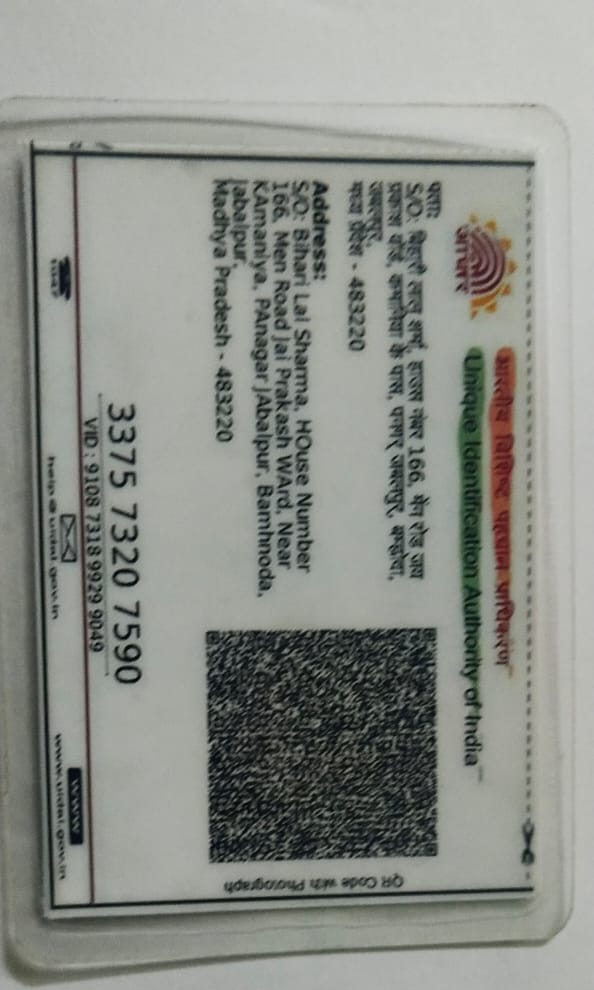 आधार
भारतीय विशिष्ट पहचान प्राधिकरण
Unique Identification Authority of India
पता:
S/O: बिहारी लाल शर्मा, हाउस नंबर 166, मेन रोड जय
प्रकाश वॉर्ड, कमानिया के पास, पनागर जबलपुर,
जबलपुर,
मध्य प्रदेश - 483220
Address:
S/O: Bihari Lal Sharma, HOuse Number
166, Men Road Jai Prakash WArd, Near
KAmaniya, PAnagar JAbalpur, Bamhnoda,
Jabalpur,
Madhya Pradesh - 483220
QR Code with Photograph
3375 7320 7590
VID : 9108 7318 9929 9049
1947
help@uidai.gov.in
WWW
www.uidai.gov.in